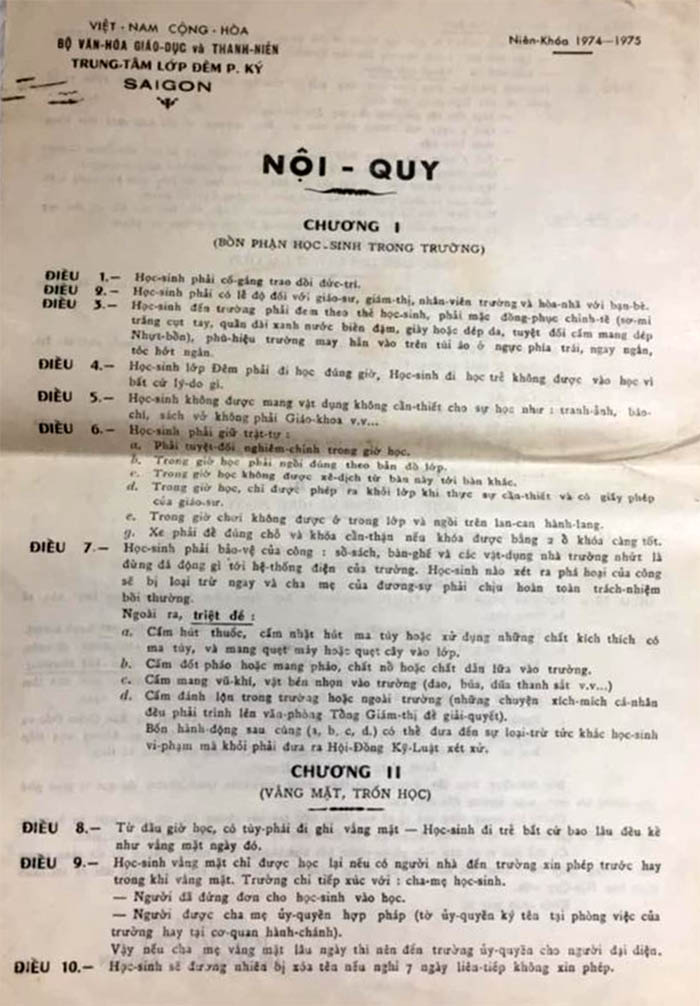 VIỆT-NAM CỘNG-HÒA
BỘ VĂN-HÓA GIÁO-DỤC và THANH-NIÊN
TRUNG-TÂM LỚP ĐÊM P. KÝ
SAIGON
Niên-Khóa 1974—1975
NỘI - QUY
CHƯƠNG I
(BỔN PHẬN HỌC-SINH TRONG TRƯỜNG)
ĐIỀU 1.— Học-sinh phải cố-gắng trao dồi đức-trí.
ĐIỀU 2.— Học-sinh phải có lễ độ đối với giáo-sư, giám-thị, nhân-viên trường và hòa-nhã với bạn-bè.
ĐIỀU 3.— Học-sinh đến trường phải đem theo thẻ học-sinh, phải mặc đồng-phục chỉnh-tề (sơ-mi
trắng cụt tay, quần dài xanh nước biển đậm, giày hoặc dép da, tuyệt đối cấm mang dép
Nhựt-bổn), phù-hiệu trường may hẳn vào trên túi áo ở ngực phía trái, ngay ngắn,
tóc hớt ngắn.
ĐIỀU 4.— Học-sinh lớp Đêm phải đi học đúng giờ, Học-sinh đi học trễ không được vào học vì
bất cứ lý-do gì.
ĐIỀU 5.— Học-sinh không được mang vật dụng không cần-thiết cho sự học như : tranh-ảnh, báo-
chí, sách vở không phải Giáo-khoa v.v...
ĐIỀU 6.— Học-sinh phải giữ trật-tự :
a. Phải tuyệt-đối nghiêm-chỉnh trong giờ học.
b. Trong giờ học phải ngồi đúng theo bản đồ lớp.
c. Trong giờ học không được xê-dịch từ bàn này tới bàn khác.
d. Trong giờ học, chỉ được phép ra khỏi lớp khi thực sự cần-thiết và có giấy phép
của giáo-sư.
e. Trong giờ chơi không được ở trong lớp và ngồi trên lan-can hành-lang.
g. Xe phải để đúng chỗ và khóa cẩn-thận nếu khóa được bằng 2 ổ khóa càng tốt.
ĐIỀU 7.— Học-sinh phải bảo-vệ của công : sổ-sách, bàn-ghế và các vật-dụng nhà trường nhứt là
đừng đá động gì tới hệ-thống điện của trường. Học-sinh nào xét ra phá hoại của công
sẽ bị loại trừ ngay và cha mẹ của đương-sự phải chịu hoàn toàn trách-nhiệm
bồi thường.
Ngoài ra, triệt để :
a. Cấm hút thuốc, cấm nhặt hút ma túy hoặc xử dụng những chất kích thích có
ma túy, và mang quẹt máy hoặc quẹt cây vào lớp.
b. Cấm đốt pháo hoặc mang pháo, chất nổ hoặc chất dẫn lửa vào trường.
c. Cấm mang vũ-khí, vật bén nhọn vào trường (dao, búa, dũa thanh sắt v.v...)
d. Cấm đánh lộn trong trường hoặc ngoài trường (những chuyện xích-mích cá-nhân
đều phải trình lên văn-phòng Tổng Giám-thị để giải-quyết).
Bốn hành-động sau cùng (a, b, c, d.) có thể đưa đến sự loại-trừ tức khắc học-sinh
vi-phạm mà khỏi phải đưa ra Hội-Đồng Kỷ-Luật xét xử.
CHƯƠNG II
(VẮNG MẶT, TRỐN HỌC)
ĐIỀU 8.— Từ đầu giờ học, có tùy-phái đi ghi vắng mặt — Học-sinh đi trễ bất cứ bao lâu đều kể
như vắng mặt ngày đó.
ĐIỀU 9.— Học-sinh vắng mặt chỉ được học lại nếu có người nhà đến trường xin phép trước hay
trong khi vắng mặt. Trường chỉ tiếp xúc với : cha-mẹ học-sinh.
— Người đã đứng đơn cho học-sinh vào học.
— Người được cha mẹ ủy-quyền hợp pháp (tờ ủy-quyền ký tên tại phòng việc của
trường hay tại cơ-quan hành-chánh).
Vậy nếu cha mẹ vắng mặt lâu ngày thì nên đến trường ủy-quyền cho người đại diện.
ĐIỀU 10.— Học-sinh sẽ đương nhiên bị xóa tên nếu nghỉ 7 ngày liên-tiếp không xin phép.